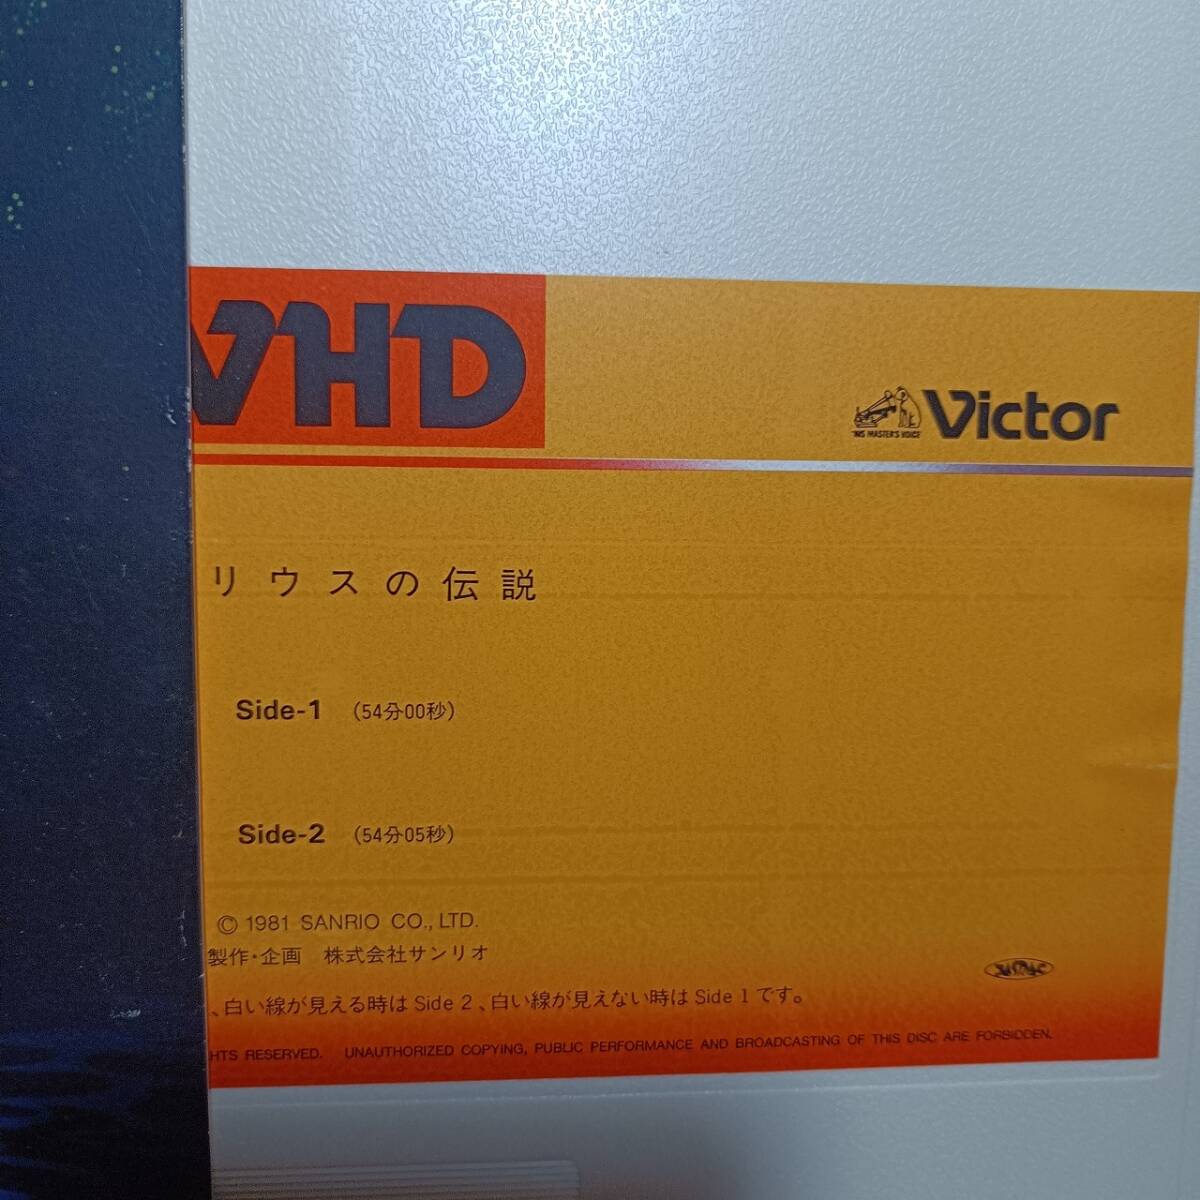 VHD
"HIS MASTER'S VOICE"
Victor
リウスの伝説
Side-1 (54分00秒)
Side-2 (54分05秒)
Ⓒ 1981 SANRIO CO., LTD.
製作・企画 株式会社サンリオ
、白い線が見える時は Side 2、白い線が見えない時は Side 1 です。
HTS RESERVED. UNAUTHORIZED COPYING, PUBLIC PERFORMANCE AND BROADCASTING OF THIS DISC ARE FORBIDDEN.